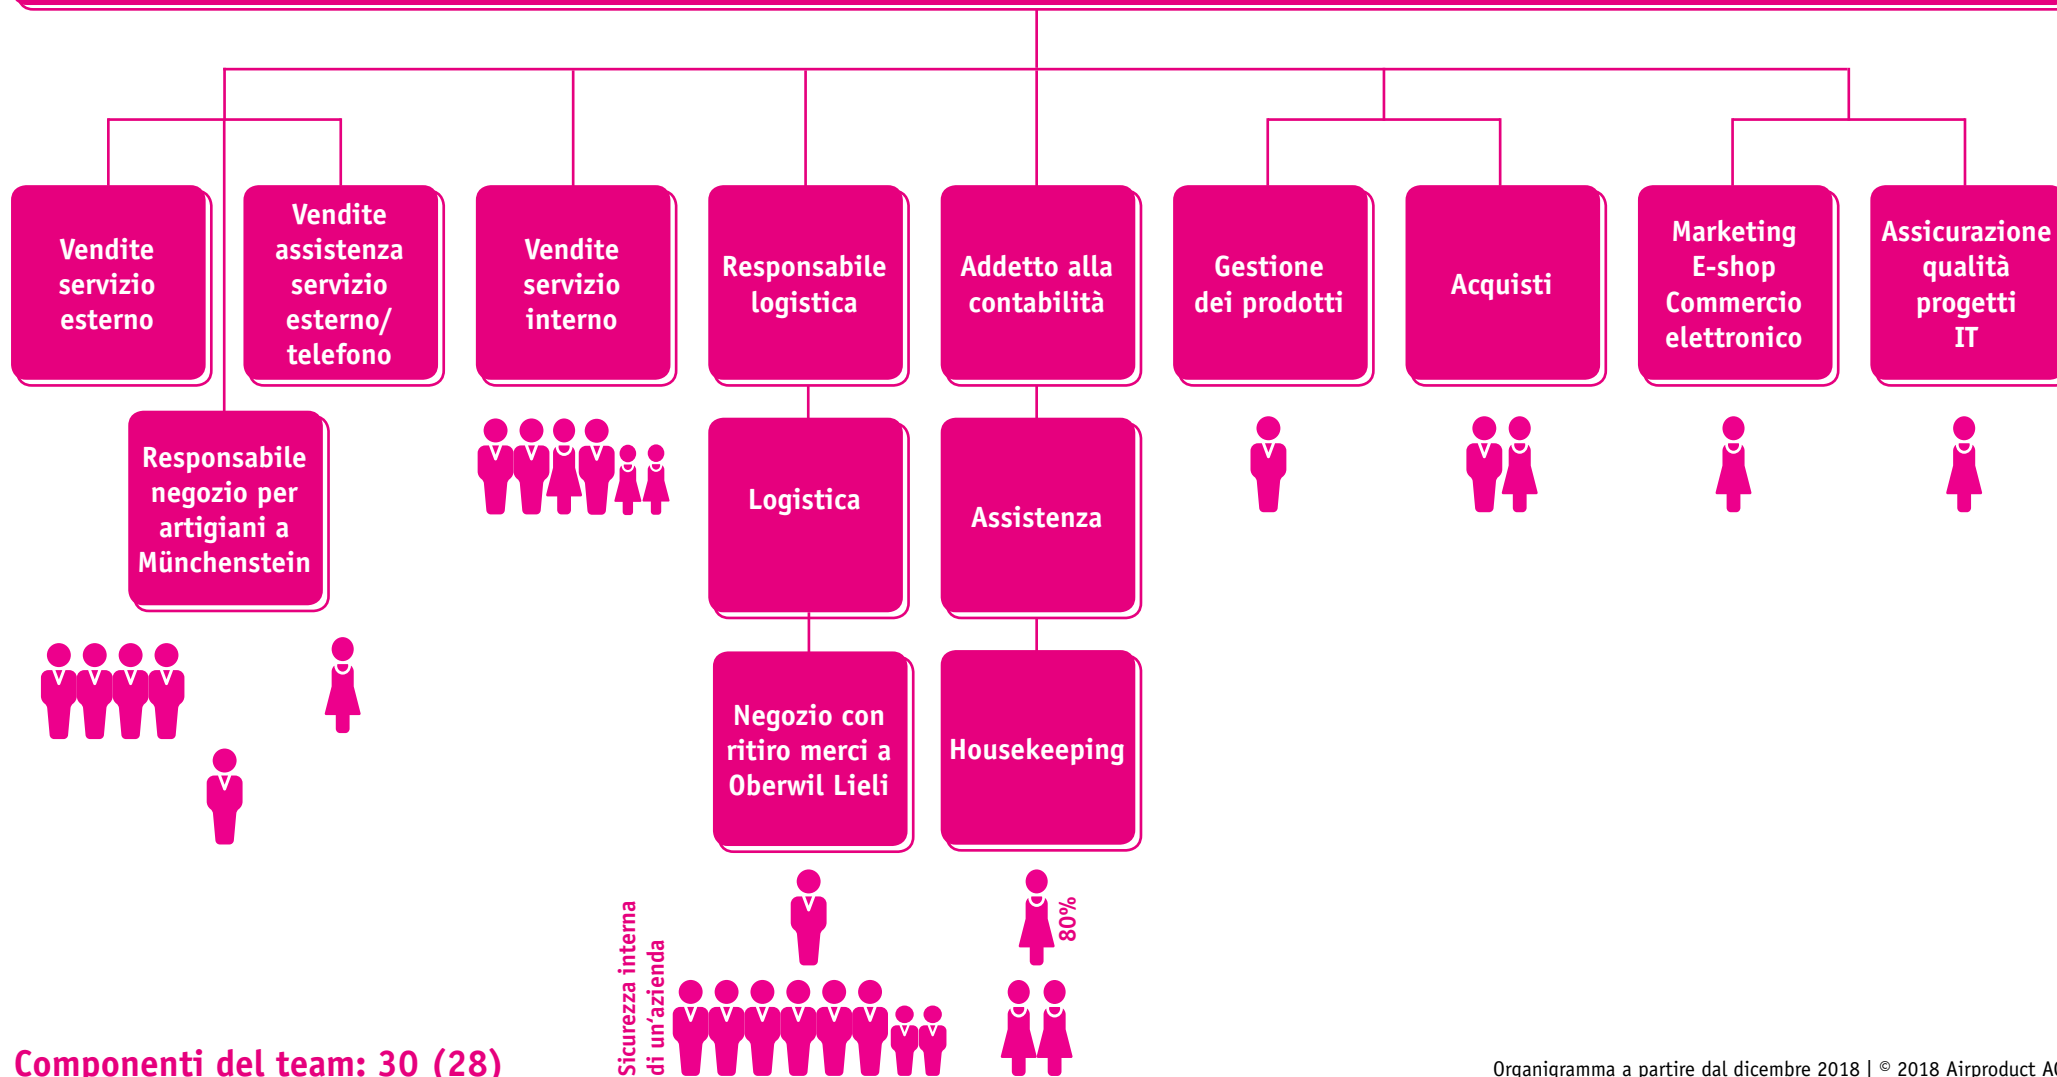 Vendite
servizio
esterno
Vendite
assistenza
servizio
esterno/
telefono
Vendite
servizio
interno
Responsabile
logistica
Addetto alla
contabilità
Gestione
dei prodotti
Acquisti
Marketing
E-shop
Commercio
elettronico
Assicurazione
qualità
progetti
IT
Responsabile
negozio per
artigiani a
Münchenstein
Logistica
Assistenza
Negozio con
ritiro merci a
Oberwil Lieli
Housekeeping
80%
Sicurezza interna
di un'azienda
Componenti del team: 30 (28)
Organigramma a partire dal dicembre 2018 | © 2018 Airproduct AG